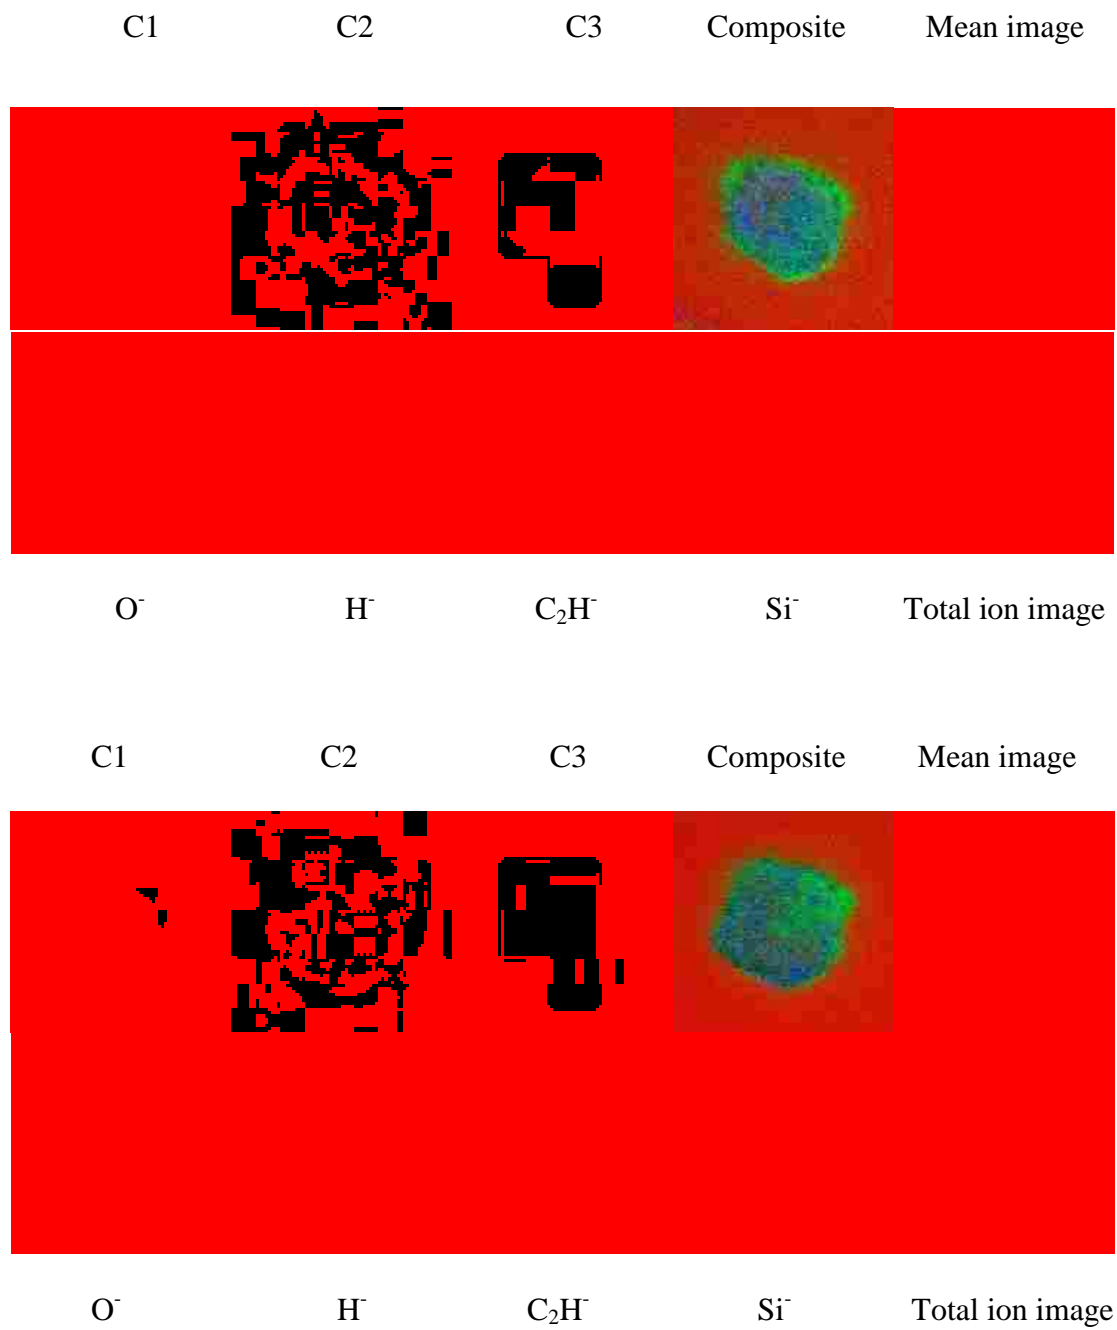 C1 C2 C3 Composite Mean image
O⁻ H⁻ C₂H⁻ Si⁻ Total ion image
C1 C2 C3 Composite Mean image
O⁻ H⁻ C₂H⁻ Si⁻ Total ion image